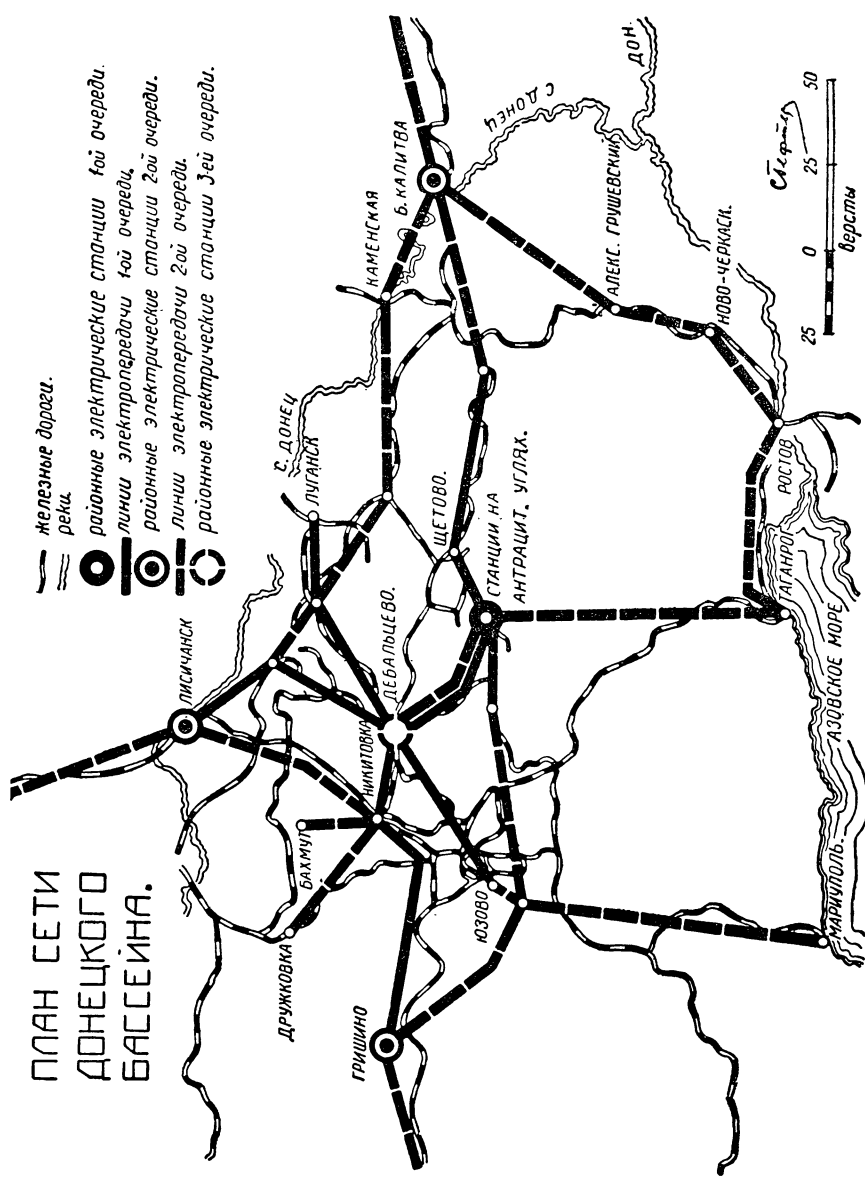 ПЛАН СЕТИ
ДОНЕЦКОГО
БАССЕЙНА.
железные дороги.
реки
районные электрические станции 1ой очереди.
линии электропередачи 1ой очереди
районные электрические станции 2ой очереди.
линии электропередачи 2ой очереди.
районные электрические станции 3ей очереди.
ЛИСИЧАНСК
С. ДОНЕЦ
ЛУГАНСК
КАМЕНСКАЯ
Б. КАЛИТВА
С ДОНЕЦ
ДОН.
БАХМУТ
НИКИТОВКА
ДЕБАЛЬЦЕВО.
ЩЕТОВО.
СТАНЦИИ НА
АНТРАЦИТ. УГЛЯХ.
ДРУЖКОВКА
ГРИШИНО
ЮЗОВО
АЛЕКС. ГРУШЕВСКИЙ
НОВО-ЧЕРКАСК.
РОСТОВ
ТАГАНРОГ
АЗОВСКОЕ МОРЕ
МАРИУПОЛЬ.
25 0 25 50
версты